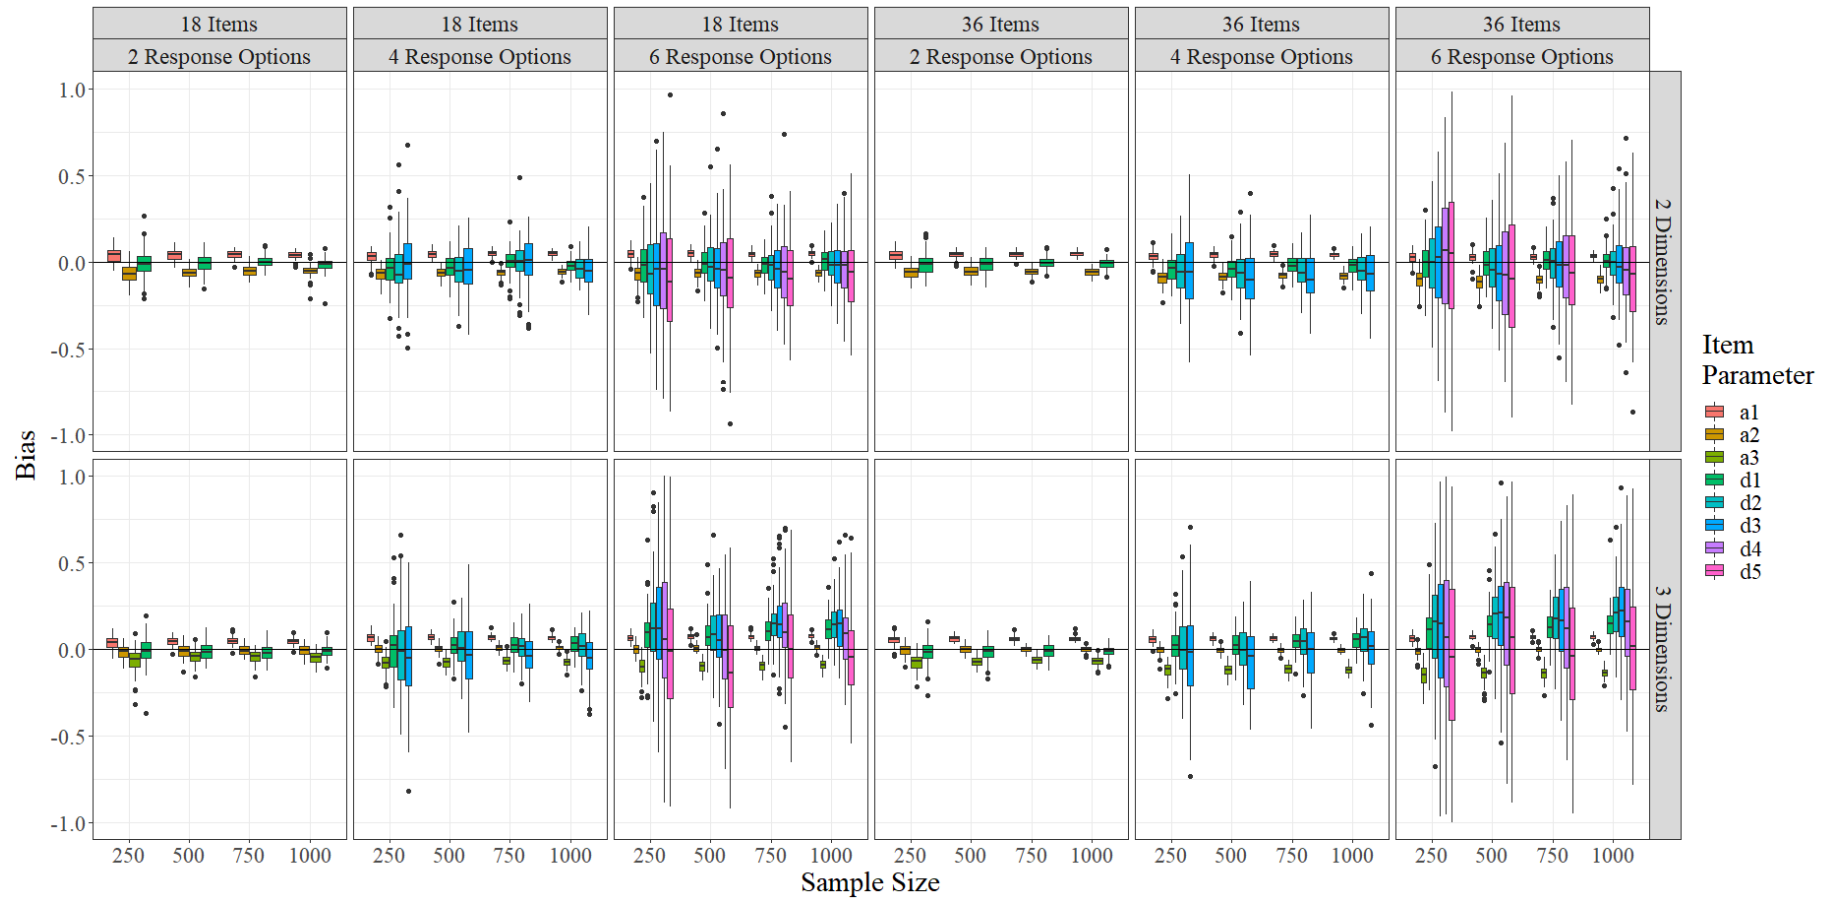 18 Items
18 Items
18 Items
36 Items
36 Items
36 Items
2 Response Options
4 Response Options
6 Response Options
2 Response Options
4 Response Options
6 Response Options
1.0
0.5
0.0
-0.5
-1.0
2 Dimensions
1.0
0.5
0.0
-0.5
-1.0
3 Dimensions
Bias
250 500 750 1000
250 500 750 1000
250 500 750 1000
250 500 750 1000
250 500 750 1000
250 500 750 1000
Sample Size
Item
Parameter
a1
a2
a3
d1
d2
d3
d4
d5